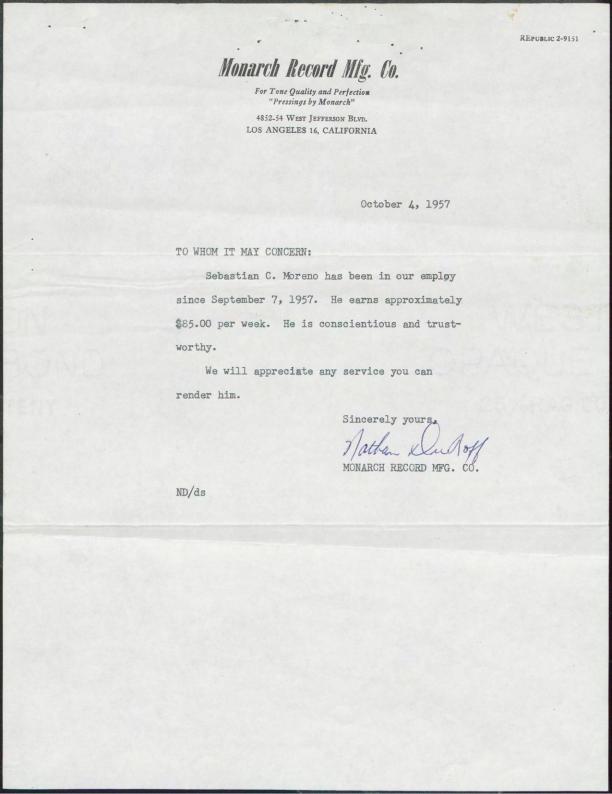 REPUBLIC 2-9151
Monarch Record Mfg. Co.
For Tone Quality and Perfection
"Pressings by Monarch"
4852-54 WEST JEFFERSON BLVD.
LOS ANGELES 16, CALIFORNIA
October 4, 1957
TO WHOM IT MAY CONCERN:
Sebastian C. Moreno has been in our employ
since September 7, 1957. He earns approximately
$85.00 per week. He is conscientious and trust-
worthy.
We will appreciate any service you can
render him.
Sincerely yours,
Nathan
MONARCH RECORD MFG. CO.
ND/ds